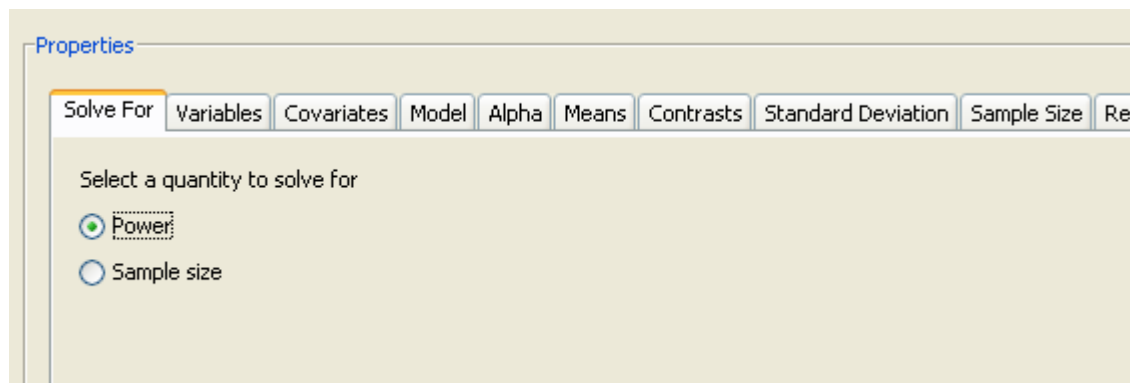 Properties
Solve For Variables Covariates Model Alpha Means Contrasts Standard Deviation Sample Size Re
Select a quantity to solve for
Power
Sample size